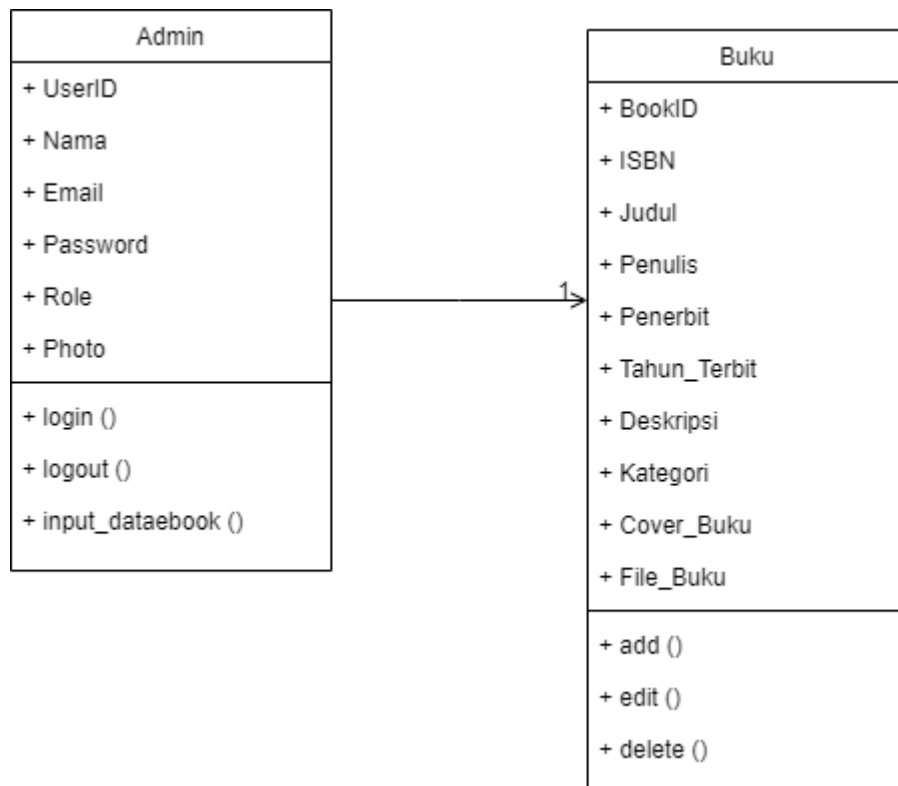 Admin
+ UserID
+ Nama
+ Email
+ Password
+ Role
+ Photo
+ login ()
+ logout ()
+ input_dataebook ()
1
Buku
+ BookID
+ ISBN
+ Judul
+ Penulis
+ Penerbit
+ Tahun_Terbit
+ Deskripsi
+ Kategori
+ Cover_Buku
+ File_Buku
+ add ()
+ edit ()
+ delete ()